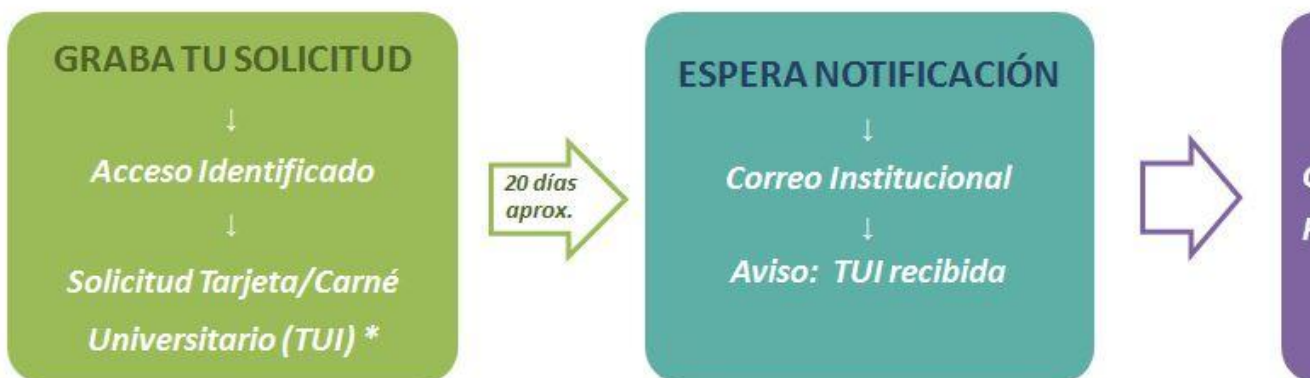 GRABA TU SOLICITUD
↓
Acceso Identificado
↓
Solicitud Tarjeta/Carné
Universitario (TUI) *
20 días
aprox.
ESPERA NOTIFICACIÓN
↓
Correo Institucional
↓
Aviso: TUI recibida